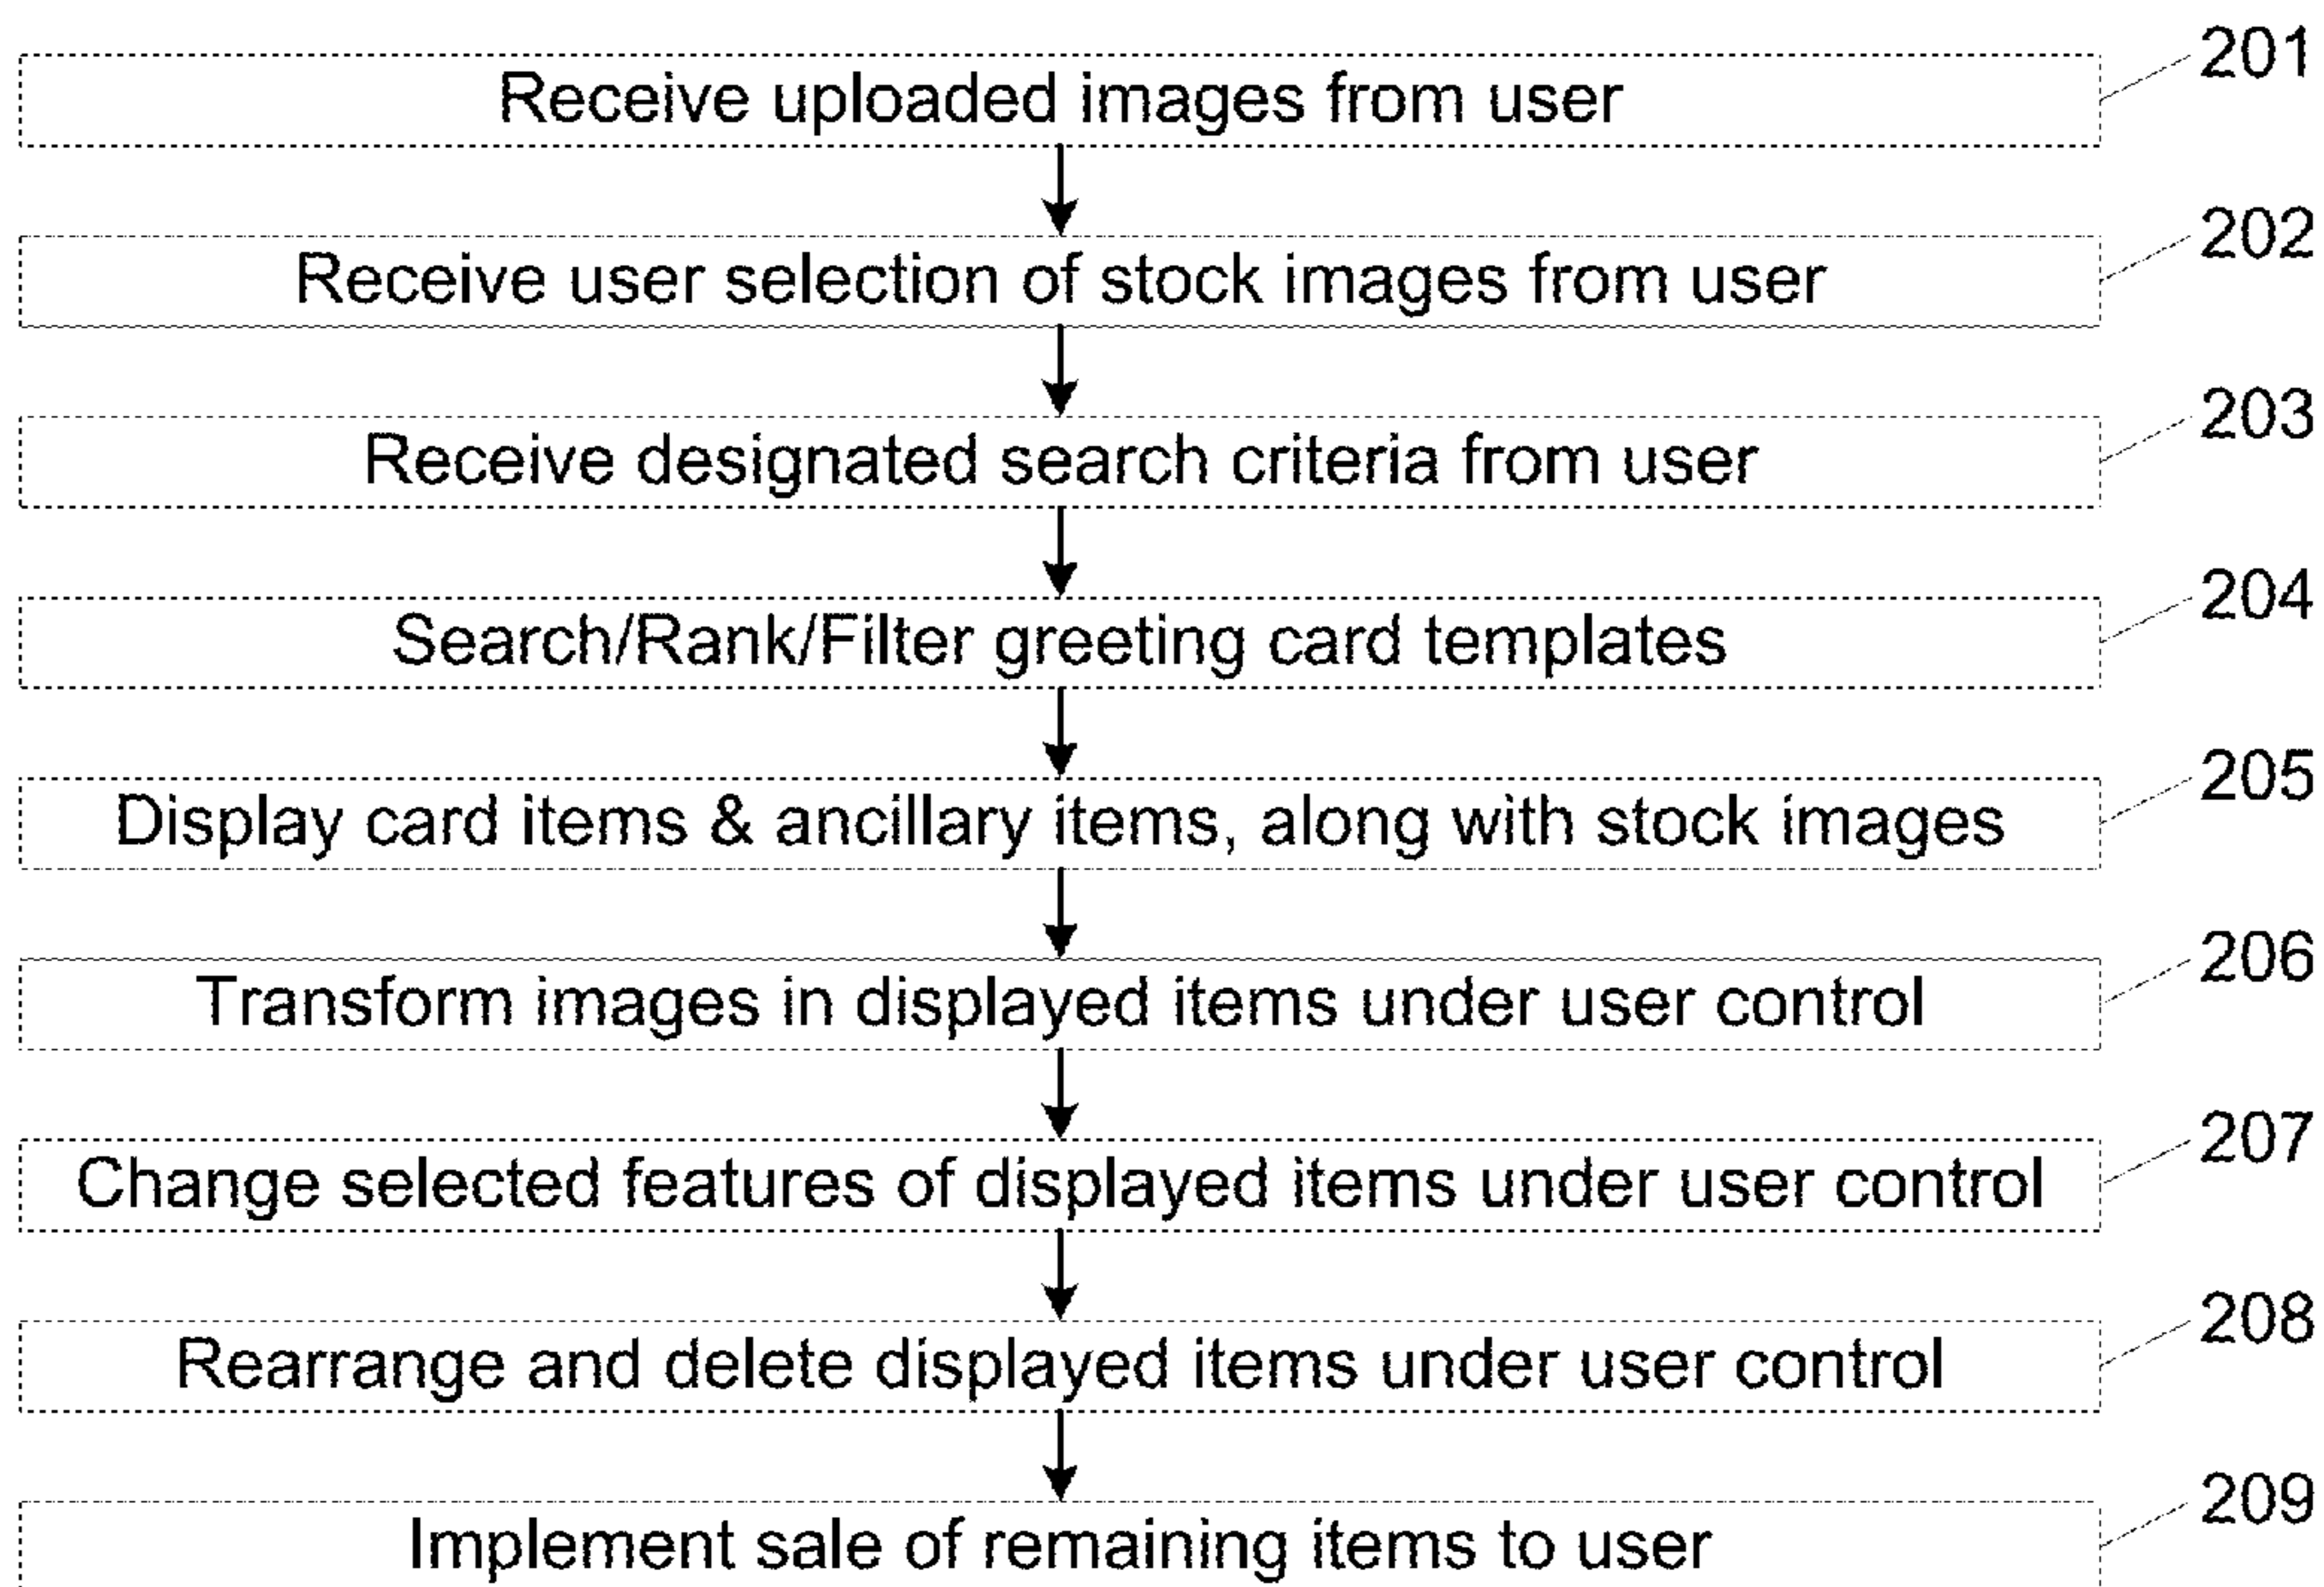 201
Receive uploaded images from user
202
Receive user selection of stock images from user
203
Receive designated search criteria from user
204
Search/Rank/Filter greeting card templates
205
Display card items & ancillary items, along with stock images
206
Transform images in displayed items under user control
207
Change selected features of displayed items under user control
208
Rearrange and delete displayed items under user control
209
Implement sale of remaining items to user